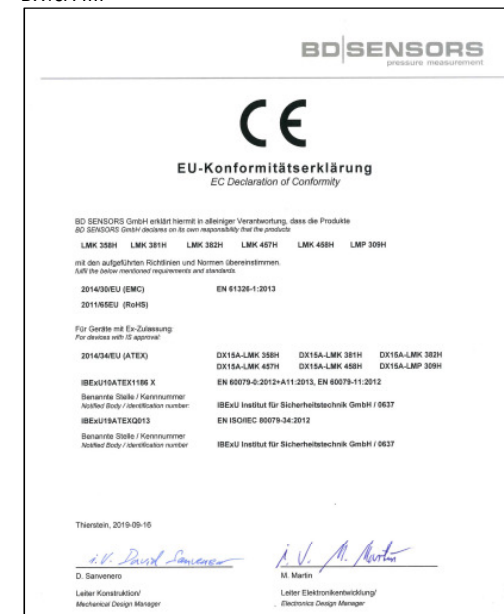 BD SENSORS
pressure measurement
CE
EU-Konformitätserklärung
EC Declaration of Conformity
BD SENSORS GmbH erklärt hiermit in alleiniger Verantwortung, dass die Produkte
BD SENSORS GmbH declares on its own responsibility that the products
LMK 358H LMK 381H LMK 382H LMK 457H LMK 458H LMP 309H
mit den aufgeführten Richtlinien und Normen übereinstimmen.
fulfil the below mentioned requirements and standards.
2014/30/EU (EMC) EN 61326-1:2013
2011/65EU (RoHS)
Für Geräte mit Ex-Zulassung:
For devices with IS approval:
2014/34/EU (ATEX) DX15A-LMK 358H DX15A-LMK 381H DX15A-LMK 382H
DX15A-LMK 457H DX15A-LMK 458H DX15A-LMP 309H
IBExU10ATEX1186 X EN 60079-0:2012+A11:2013, EN 60079-11:2012
Benannte Stelle / Kennnummer
Notified Body / identification number: IBExU Institut für Sicherheitstechnik GmbH / 0637
IBExU19ATEXQ013 EN ISO/IEC 80079-34:2012
Benannte Stelle / Kennnummer
Notified Body / identification number IBExU Institut für Sicherheitstechnik GmbH / 0637
Thierstein, 2019-09-16
i.V. David Sanvenero i.V. M. Martin
D. Sanvenero M. Martin
Leiter Konstruktion/ Leiter Elektronikentwicklung/
Mechanical Design Manager Electronics Design Manager